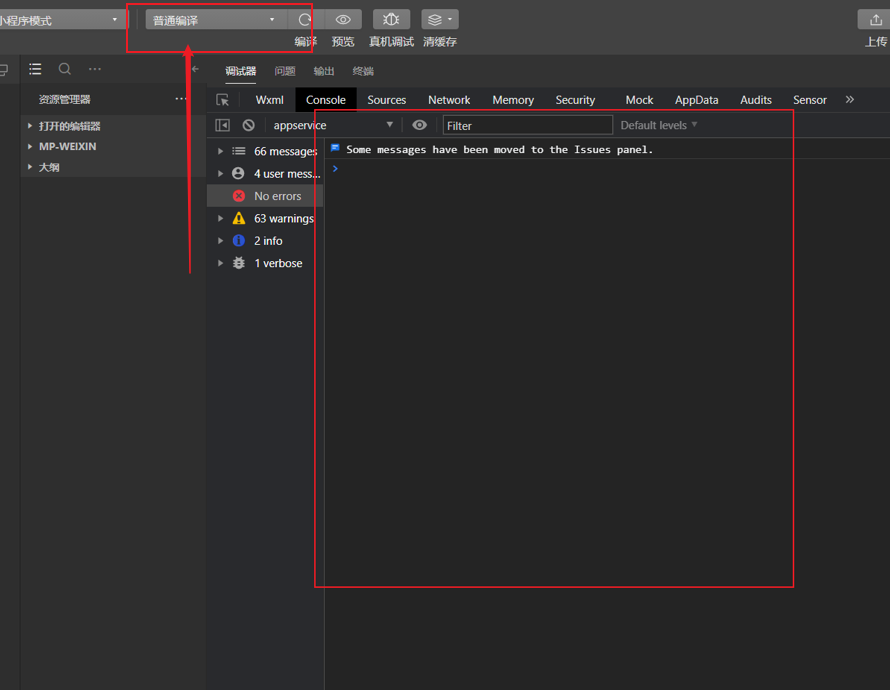 小程序模式 普通编译
编译 预览 真机调试 清缓存 上传
调试器 问题 输出 终端
资源管理器
Wxml Console Sources Network Memory Security Mock AppData Audits Sensor
打开的编辑器
appservice Filter Default levels
MP-WEIXIN
66 messages Some messages have been moved to the Issues panel.
大纲
4 user mess...
No errors
63 warnings
2 info
1 verbose